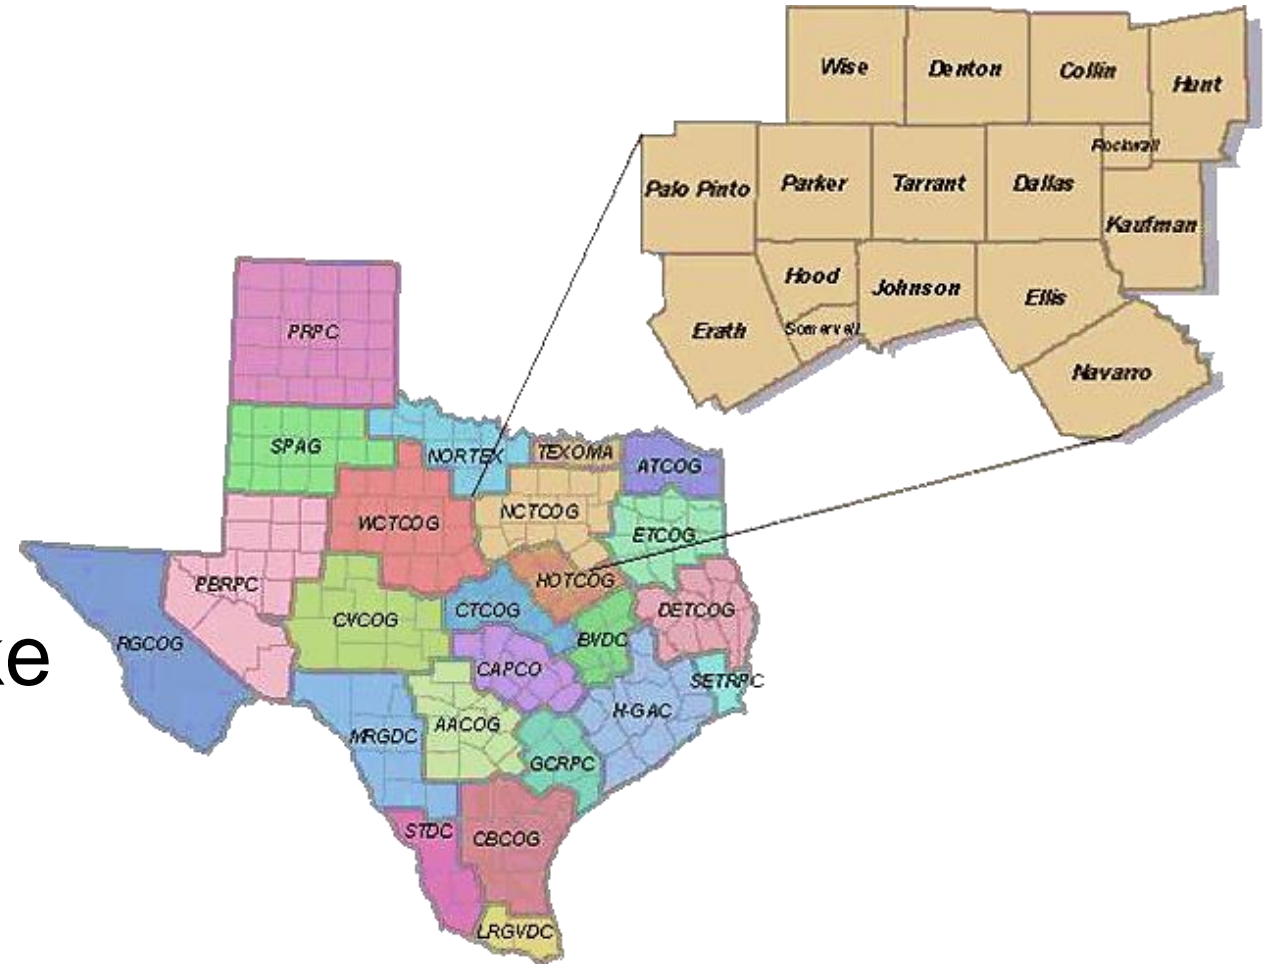 Wise
Denton
Collin
Hunt
Rockwall
Palo Pinto
Parker
Tarrant
Dallas
Kaufman
Hood
Johnson
Ellis
Erath
Somervell
Navarro
PRPC
SPAG
NORTEX
TEXOMA
ATCOG
WCTCOG
NCTCOG
ETCOG
PBRPC
HOTCOG
RGCOG
CVCOG
CTCOG
BVDC
DETCOG
CAPCO
SETRPC
MRGDC
AACOG
H-GAC
GCRPC
STDC
CBCOG
LRGVDC